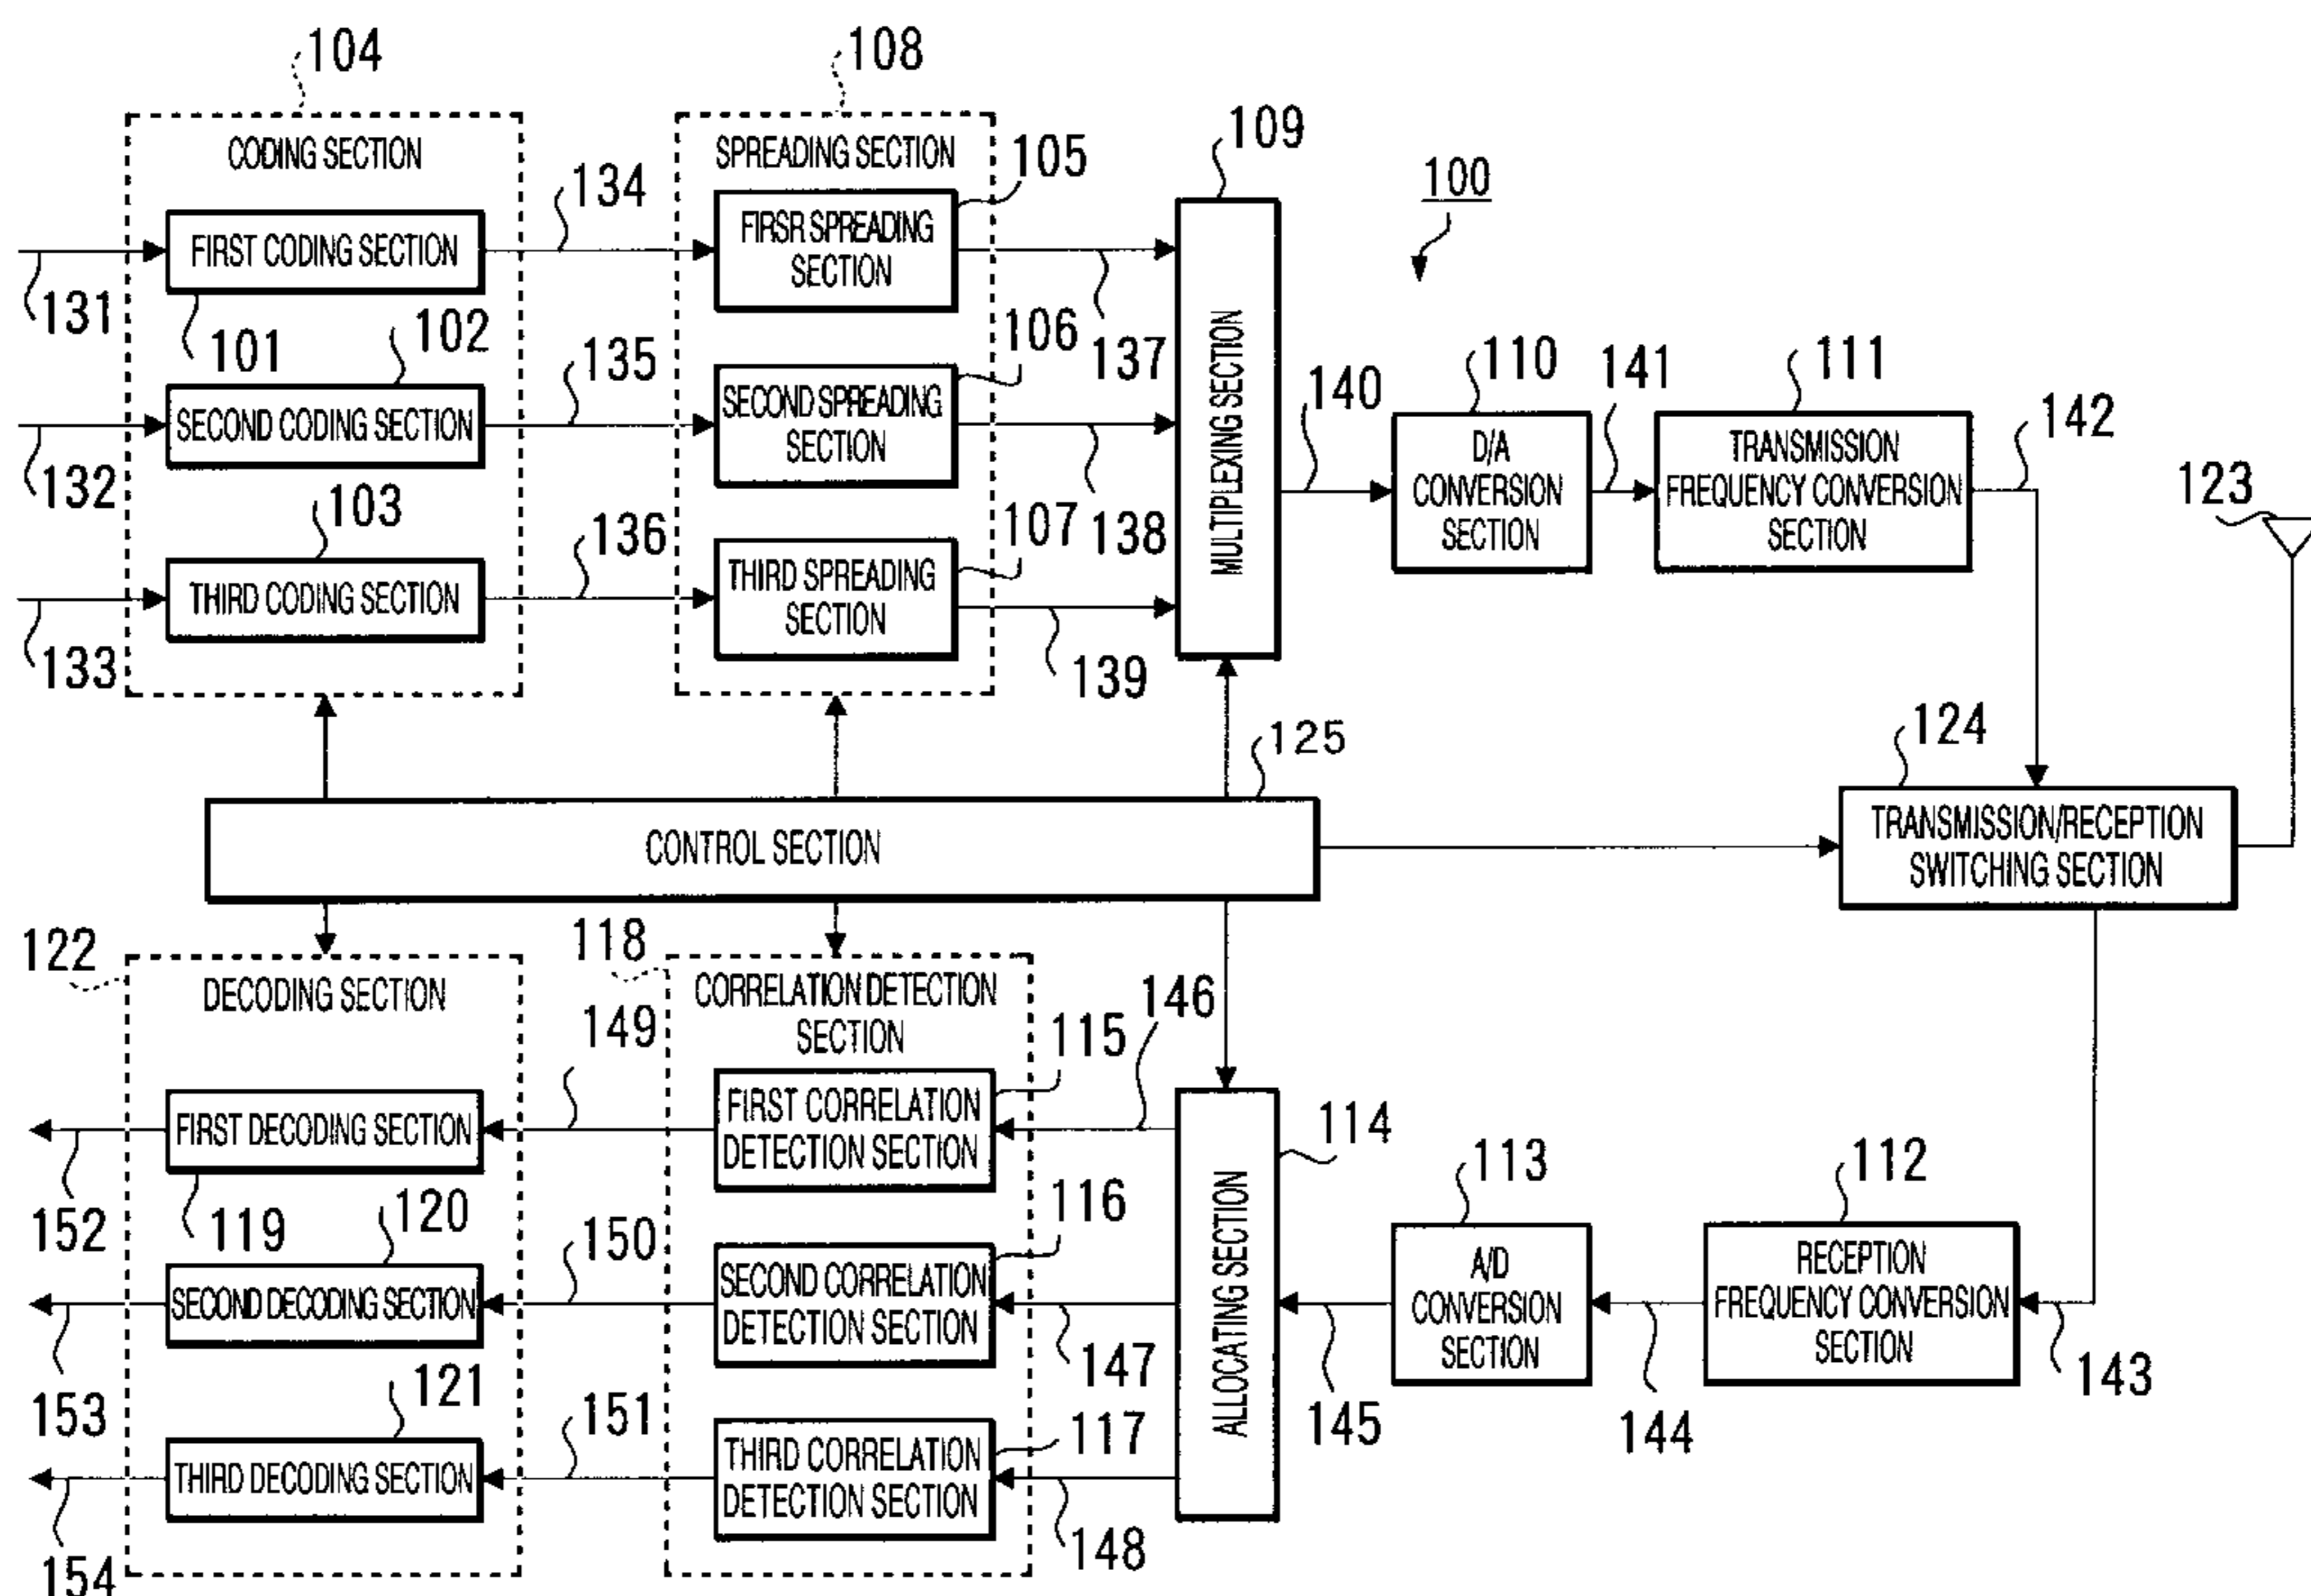 104
108
CODING SECTION
SPREADING SECTION
105
109
100
134
FIRST CODING SECTION
FIRSR SPREADING
SECTION
131
101
102
135
106
137
MULTIPLEXING SECTION
140
110
141
111
SECOND CODING SECTION
SECOND SPREADING
SECTION
132
103
136
107
138
D/A
CONVERSION
SECTION
TRANSMISSION
FREQUENCY CONVERSION
SECTION
142
123
THIRD CODING SECTION
THIRD SPREADING
SECTION
133
139
125
124
CONTROL SECTION
TRANSMISSION/RECEPTION
SWITCHING SECTION
122
118
DECODING SECTION
CORRELATION DETECTION
SECTION
149
115
146
FIRST DECODING SECTION
FIRST CORRELATION
DETECTION SECTION
114
152
119
120
150
116
ALLOCATING SECTION
113
112
SECOND DECODING SECTION
SECOND CORRELATION
DETECTION SECTION
A/D
CONVERSION
SECTION
RECEPTION
FREQUENCY CONVERSION
SECTION
153
121
151
147
117
145
144
143
THIRD DECODING SECTION
THIRD CORRELATION
DETECTION SECTION
154
148